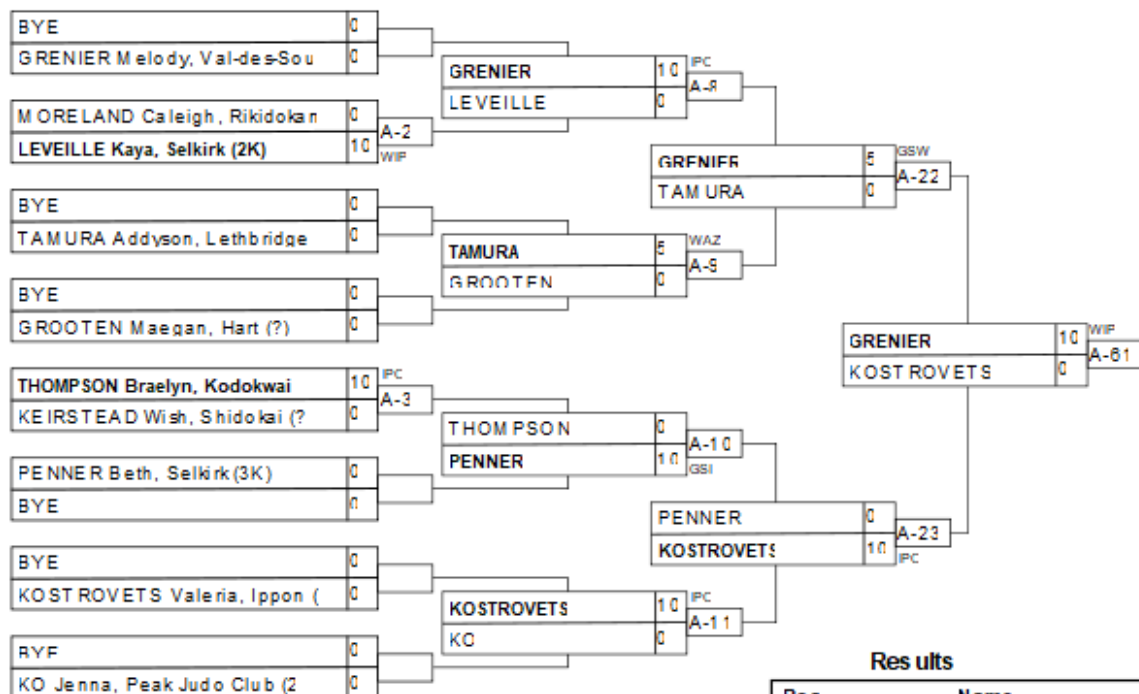 BYE 0
GRENIER Melody, Val-des-Sou 0
MORELAND Caleigh, Rikidokan 0
LEVEILLE Kaya, Selkirk (2K) 10
A-2
WIP
BYE 0
TAMURA Addyson, Lethbridge 0
BYE 0
GROOTEN Maegan, Hart (?) 0
THOMPSON Braelyn, Kodokwai 10
KEIRSTEAD Wish, Shidokai (? 0
IPC
A-3
PENNER Beth, Selkirk (3K) 0
BYE 0
BYE 0
KOSTROVETS Valeria, Ippon ( 0
BYE 0
KO Jenna, Peak Judo Club (2 0
GRENIER 10
LEVEILLE 0
IPC
A-8
TAMURA 5
GROOTEN 0
WAZ
A-9
THOMPSON 0
PENNER 10
A-10
GSI
KOSTROVETS 10
KO 0
IPC
A-11
GRENIER 5
TAMURA 0
GSW
A-22
PENNER 0
KOSTROVETS 10
A-23
IPC
GRENIER 10
KOSTROVETS 0
WIP
A-61
Results